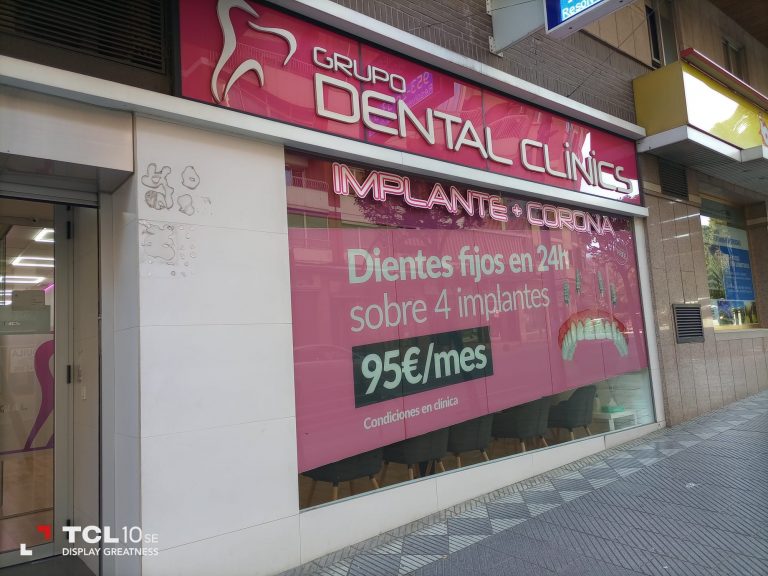 GRUPO
DENTAL CLINICS
IMPLANTE + CORONA
Dientes fijos en 24h
sobre 4 implantes
95€/mes
Condiciones en clínica
TCL 10 SE
DISPLAY GREATNESS